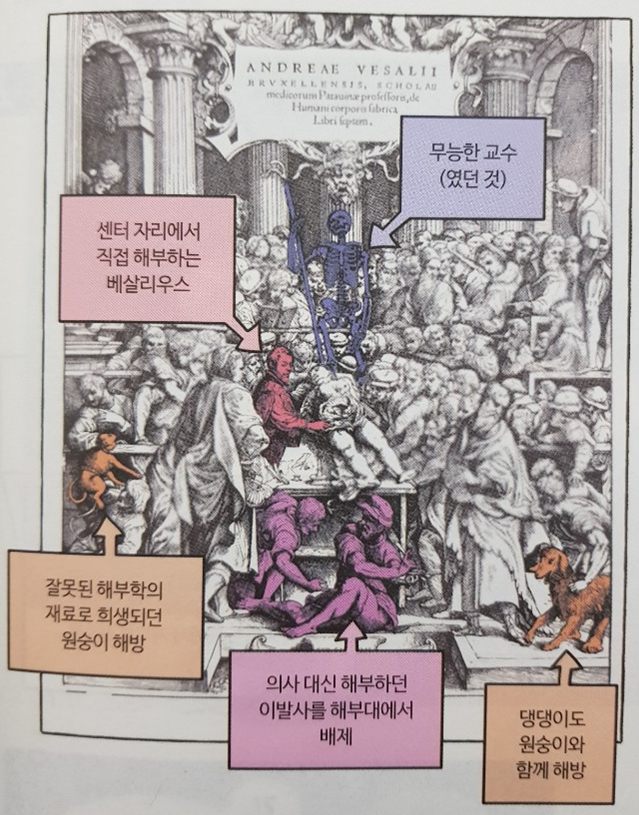 ANDREAE VESALII
BRVXELLENSIS, SCHOLAE
medicorum Patauinæ professoris, de
Humani corporis fabrica
Libri septem.
무능한 교수
(였던 것)
센터 자리에서
직접 해부하는
베살리우스
잘못된 해부학의
재료로 희생되던
원숭이 해방
의사 대신 해부하던
이발사를 해부대에서
배제
댕댕이도
원숭이와
함께 해방